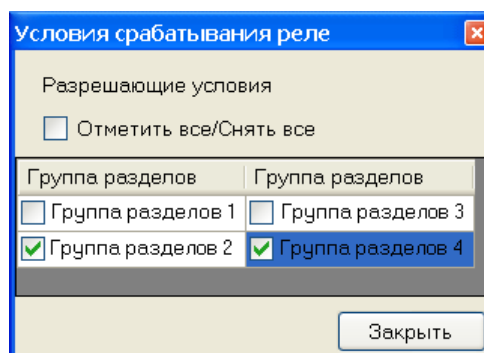 Условия срабатывания реле
Разрешающие условия
Отметить все/Снять все
Группа разделов Группа разделов
Группа разделов 1 Группа разделов 3
Группа разделов 2 Группа разделов 4
Закрыть